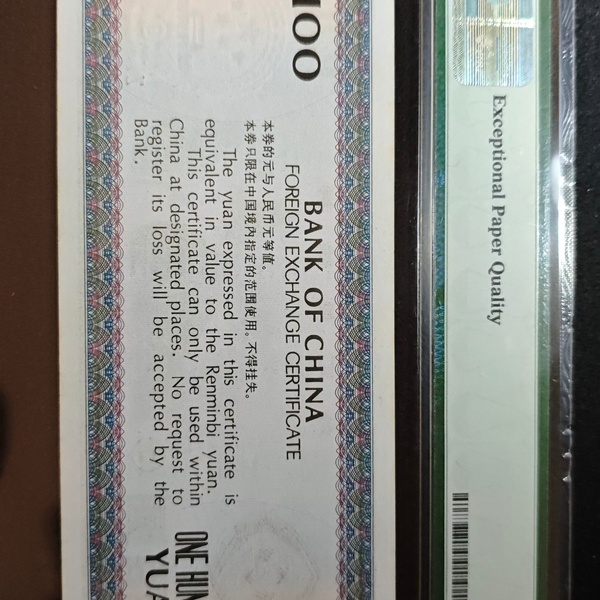 Exceptional Paper Quality
100
BANK OF CHINA
FOREIGN EXCHANGE CERTIFICATE
本券的元与人民币元等值。
本券只限在中国境内指定的范围使用。不得挂失。
The yuan expressed in this certificate is
equivalent in value to the Renminbi yuan.
This certificate can only be used within
China at designated places. No request to
register its loss will be accepted by the
Bank.
ONE HUN
YUA